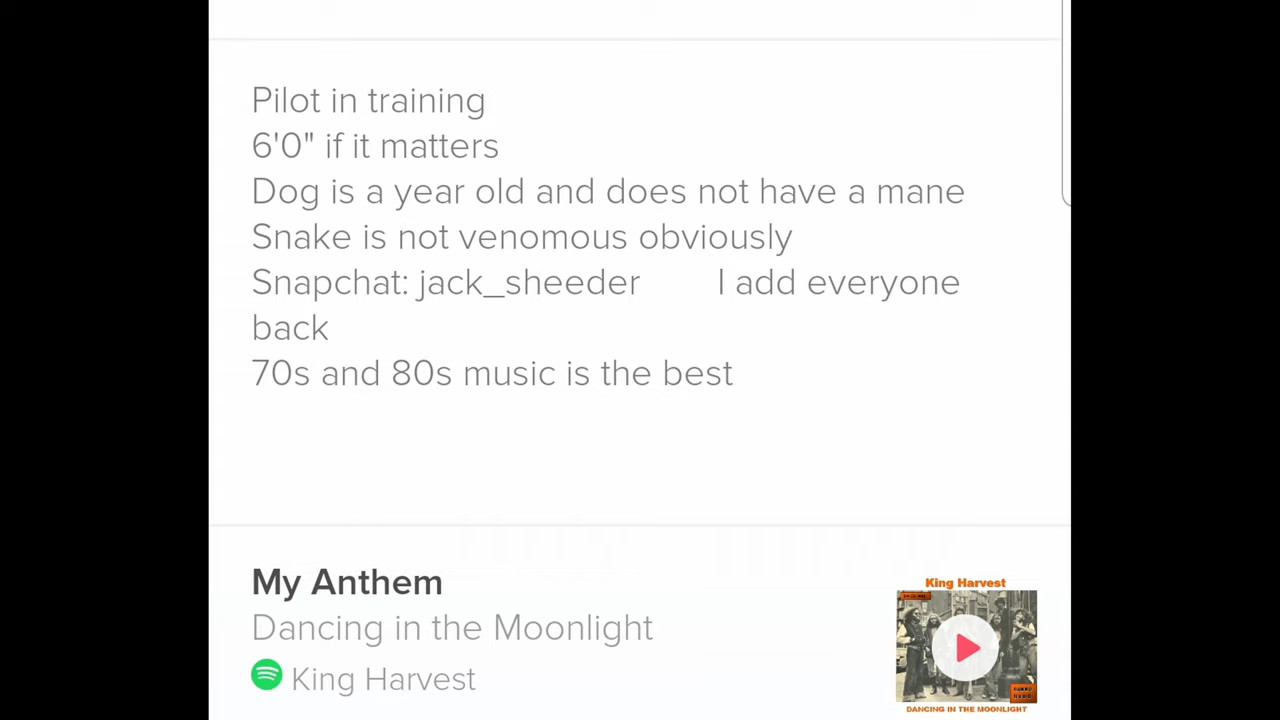 Pilot in training
6'0" if it matters
Dog is a year old and does not have a mane
Snake is not venomous obviously
Snapchat: jack_sheeder I add everyone
back
70s and 80s music is the best
My Anthem
Dancing in the Moonlight
King Harvest
King Harvest
DANCING IN THE MOONLIGHT